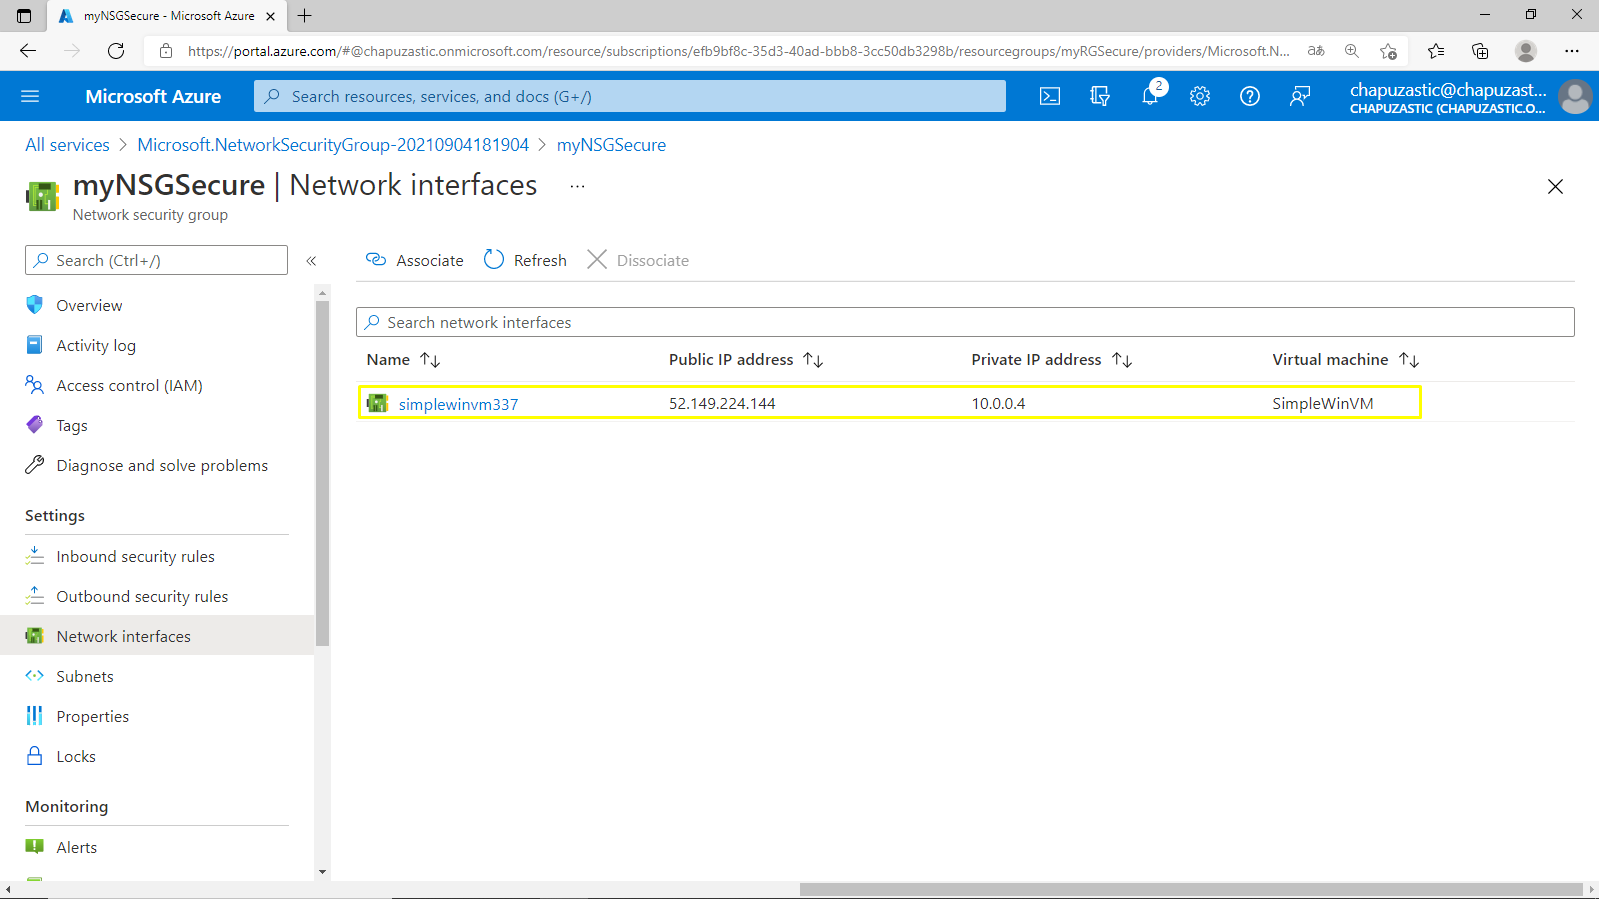 myNSGSecure - Microsoft Azure
https://portal.azure.com/#@chapuzastic.onmicrosoft.com/resource/subscriptions/efb9bf8c-35d3-40ad-bbb8-3cc50db3298b/resourcegroups/myRGSecure/providers/Microsoft.N...
aあ
Microsoft Azure
Search resources, services, and docs (G+/)
2
chapuzastic@chapuzast...
CHAPUZASTIC (CHAPUZASTIC.O...
All services > Microsoft.NetworkSecurityGroup-20210904181904 > myNSGSecure
myNSGSecure | Network interfaces ...
Network security group
Search (Ctrl+/)
«
Overview
Activity log
Access control (IAM)
Tags
Diagnose and solve problems
Settings
Inbound security rules
Outbound security rules
Network interfaces
Subnets
Properties
Locks
Monitoring
Alerts
Associate Refresh Dissociate
Search network interfaces
Name Public IP address Private IP address Virtual machine
simplewinvm337 52.149.224.144 10.0.0.4 SimpleWinVM